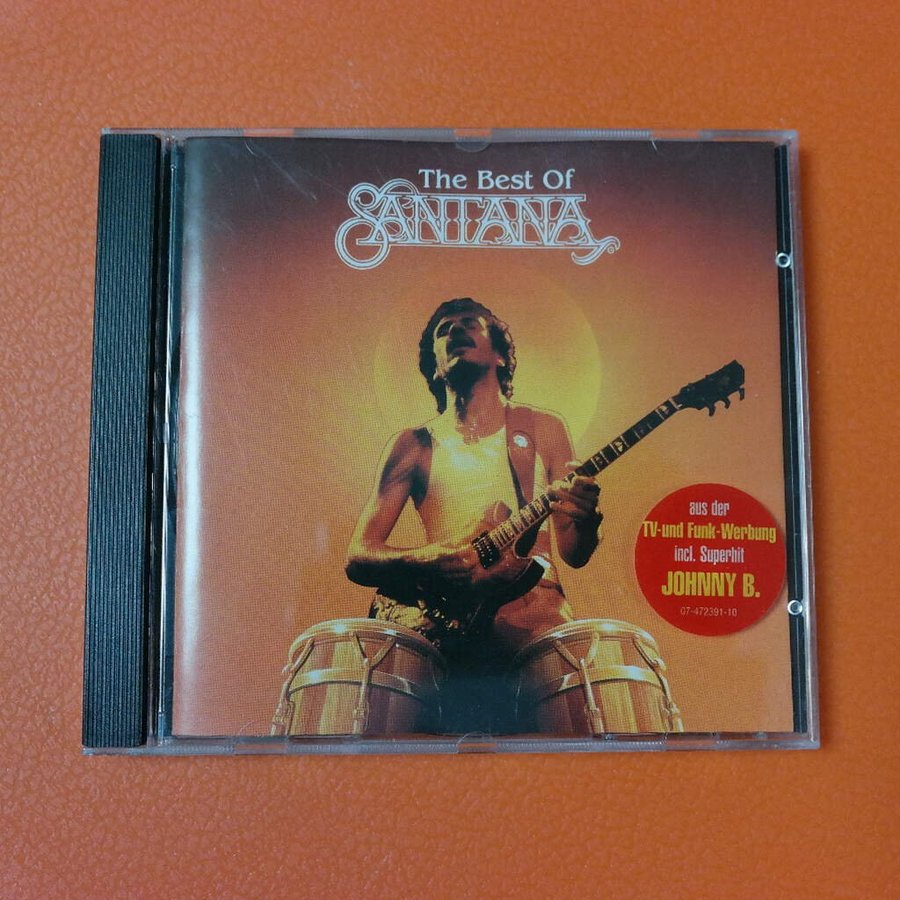 The Best Of
SANTANA
aus der
TV-und Funk-Werbung
incl. Superhit
JOHNNY B.
07-472391-10